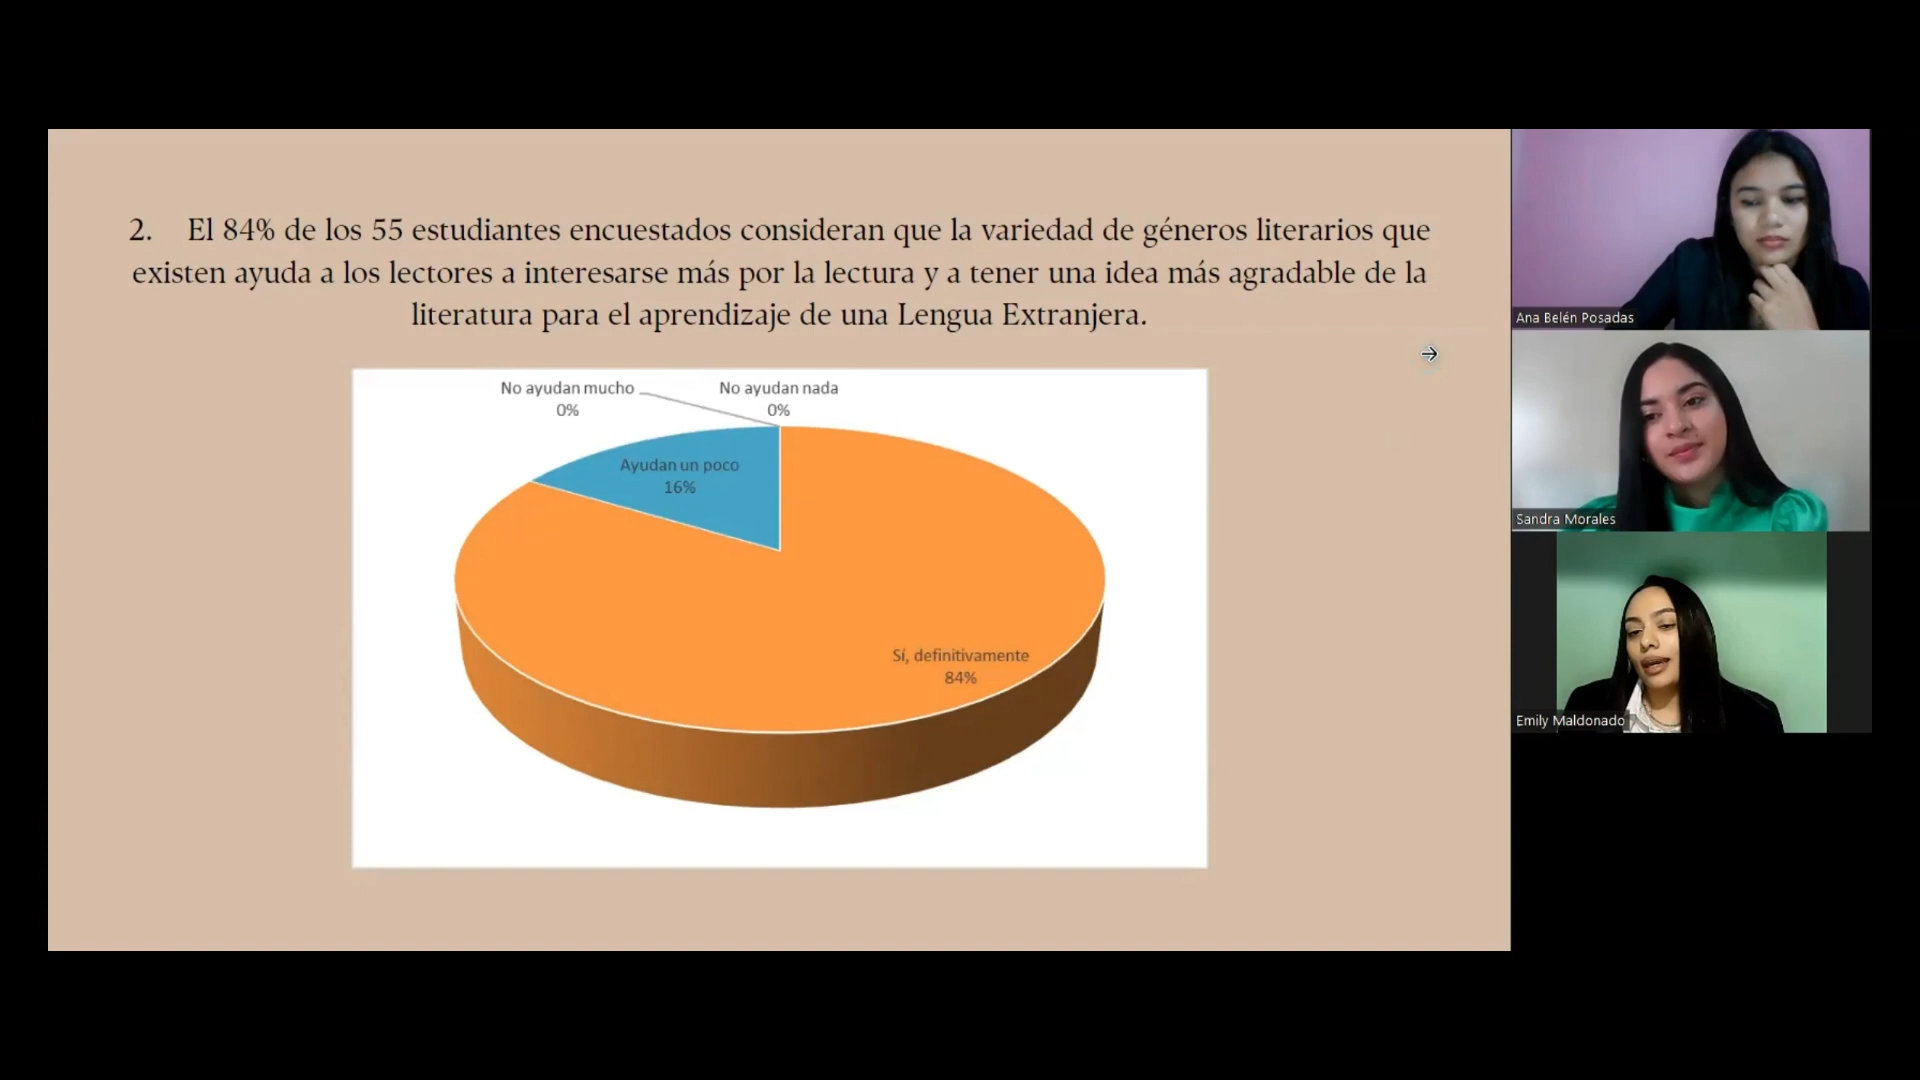 2. El 84% de los 55 estudiantes encuestados consideran que la variedad de géneros literarios que
existen ayuda a los lectores a interesarse más por la lectura y a tener una idea más agradable de la
literatura para el aprendizaje de una Lengua Extranjera.
No ayudan mucho
0%
No ayudan nada
0%
Ayudan un poco
16%
Sí, definitivamente
84%
Ana Belén Posadas
Sandra Morales
Emily Maldonado